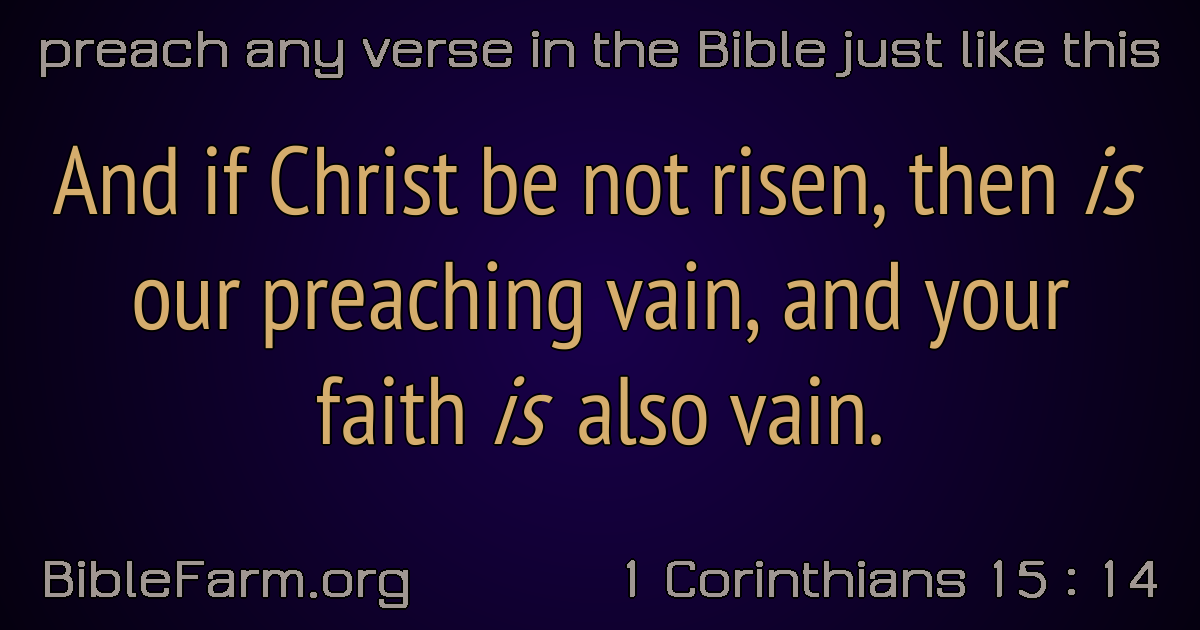 preach any verse in the Bible just like this
And if Christ be not risen, then is
our preaching vain, and your
faith is also vain.
BibleFarm.org
1 Corinthians 15 : 14